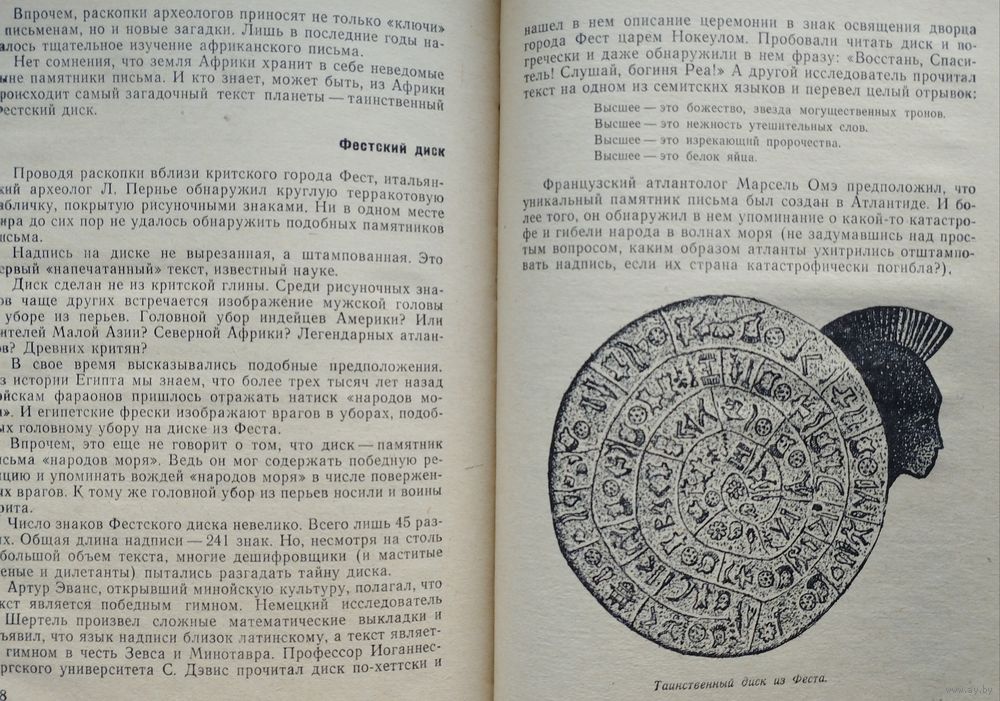 Впрочем, раскопки археологов приносят не только «ключи»
письменам, но и новые загадки. Лишь в последние годы на-
алось тщательное изучение африканского письма.
Нет сомнения, что земля Африки хранит в себе неведомые
ыне памятники письма. И кто знает, может быть, из Африки
роисходит самый загадочный текст планеты — таинственный
Фестский диск.
Фестский диск
Проводя раскопки вблизи критского города Фест, итальян-
кий археолог Л. Пернье обнаружил круглую терракотовую
абличку, покрытую рисуночными знаками. Ни в одном месте
ира до сих пор не удалось обнаружить подобных памятников
исьма.
Надпись на диске не вырезанная, а штампованная. Это
ервый «напечатанный» текст, известный науке.
Диск сделан не из критской глины. Среди рисуночных зна-
ов чаще других встречается изображение мужской головы
уборе из перьев. Головной убор индейцев Америки? Или
ителей Малой Азии? Северной Африки? Легендарных атлан-
ов? Древних критян?
В свое время высказывались подобные предположения.
з истории Египта мы знаем, что более трех тысяч лет назад
ойскам фараонов пришлось отражать натиск «народов мо-
я». И египетские фрески изображают врагов в уборах, подоб-
ых головному убору на диске из Феста.
Впрочем, это еще не говорит о том, что диск — памятник
исьма «народов моря». Ведь он мог содержать победную ре-
яцию и упоминать вождей «народов моря» в числе повержен-
ых врагов. К тому же головной убор из перьев носили и воины
рита.
Число знаков Фестского диска невелико. Всего лишь 45 раз-
ых. Общая длина надписи — 241 знак. Но, несмотря на столь
большой объем текста, многие дешифровщики (и маститые
еные и дилетанты) пытались разгадать тайну диска.
Артур Эванс, открывший минойскую культуру, полагал, что
кст является победным гимном. Немецкий исследователь
Шертель произвел сложные математические выкладки и
ъявил, что язык надписи близок латинскому, а текст являет-
гимном в честь Зевса и Минотавра. Профессор Иоганнес-
ргского университета С. Дэвис прочитал диск по-хеттски и
8
нашел в нем описание церемонии в знак освящения дворца
города Фест царем Нокеулом. Пробовали читать диск и по-
гречески и даже обнаружили в нем фразу: «Восстань, Спаси-
тель! Слушай, богиня Реа!» А другой исследователь прочитал
текст на одном из семитских языков и перевел целый отрывок:
Высшее — это божество, звезда могущественных тронов.
Высшее — это нежность утешительных слов.
Высшее — это изрекающий пророчества.
Высшее — это белок яйца.
Французский атлантолог Марсель Омэ предположил, что
уникальный памятник письма был создан в Атлантиде. И бо-
лее того, он обнаружил в нем упоминание о какой-то катастро-
фе и гибели народа в волнах моря (не задумавшись над прос-
тым вопросом, каким образом атланты ухитрились отштампо-
вать надпись, если их страна катастрофически погибла?).
Таинственный диск из Феста.
www.ay.by